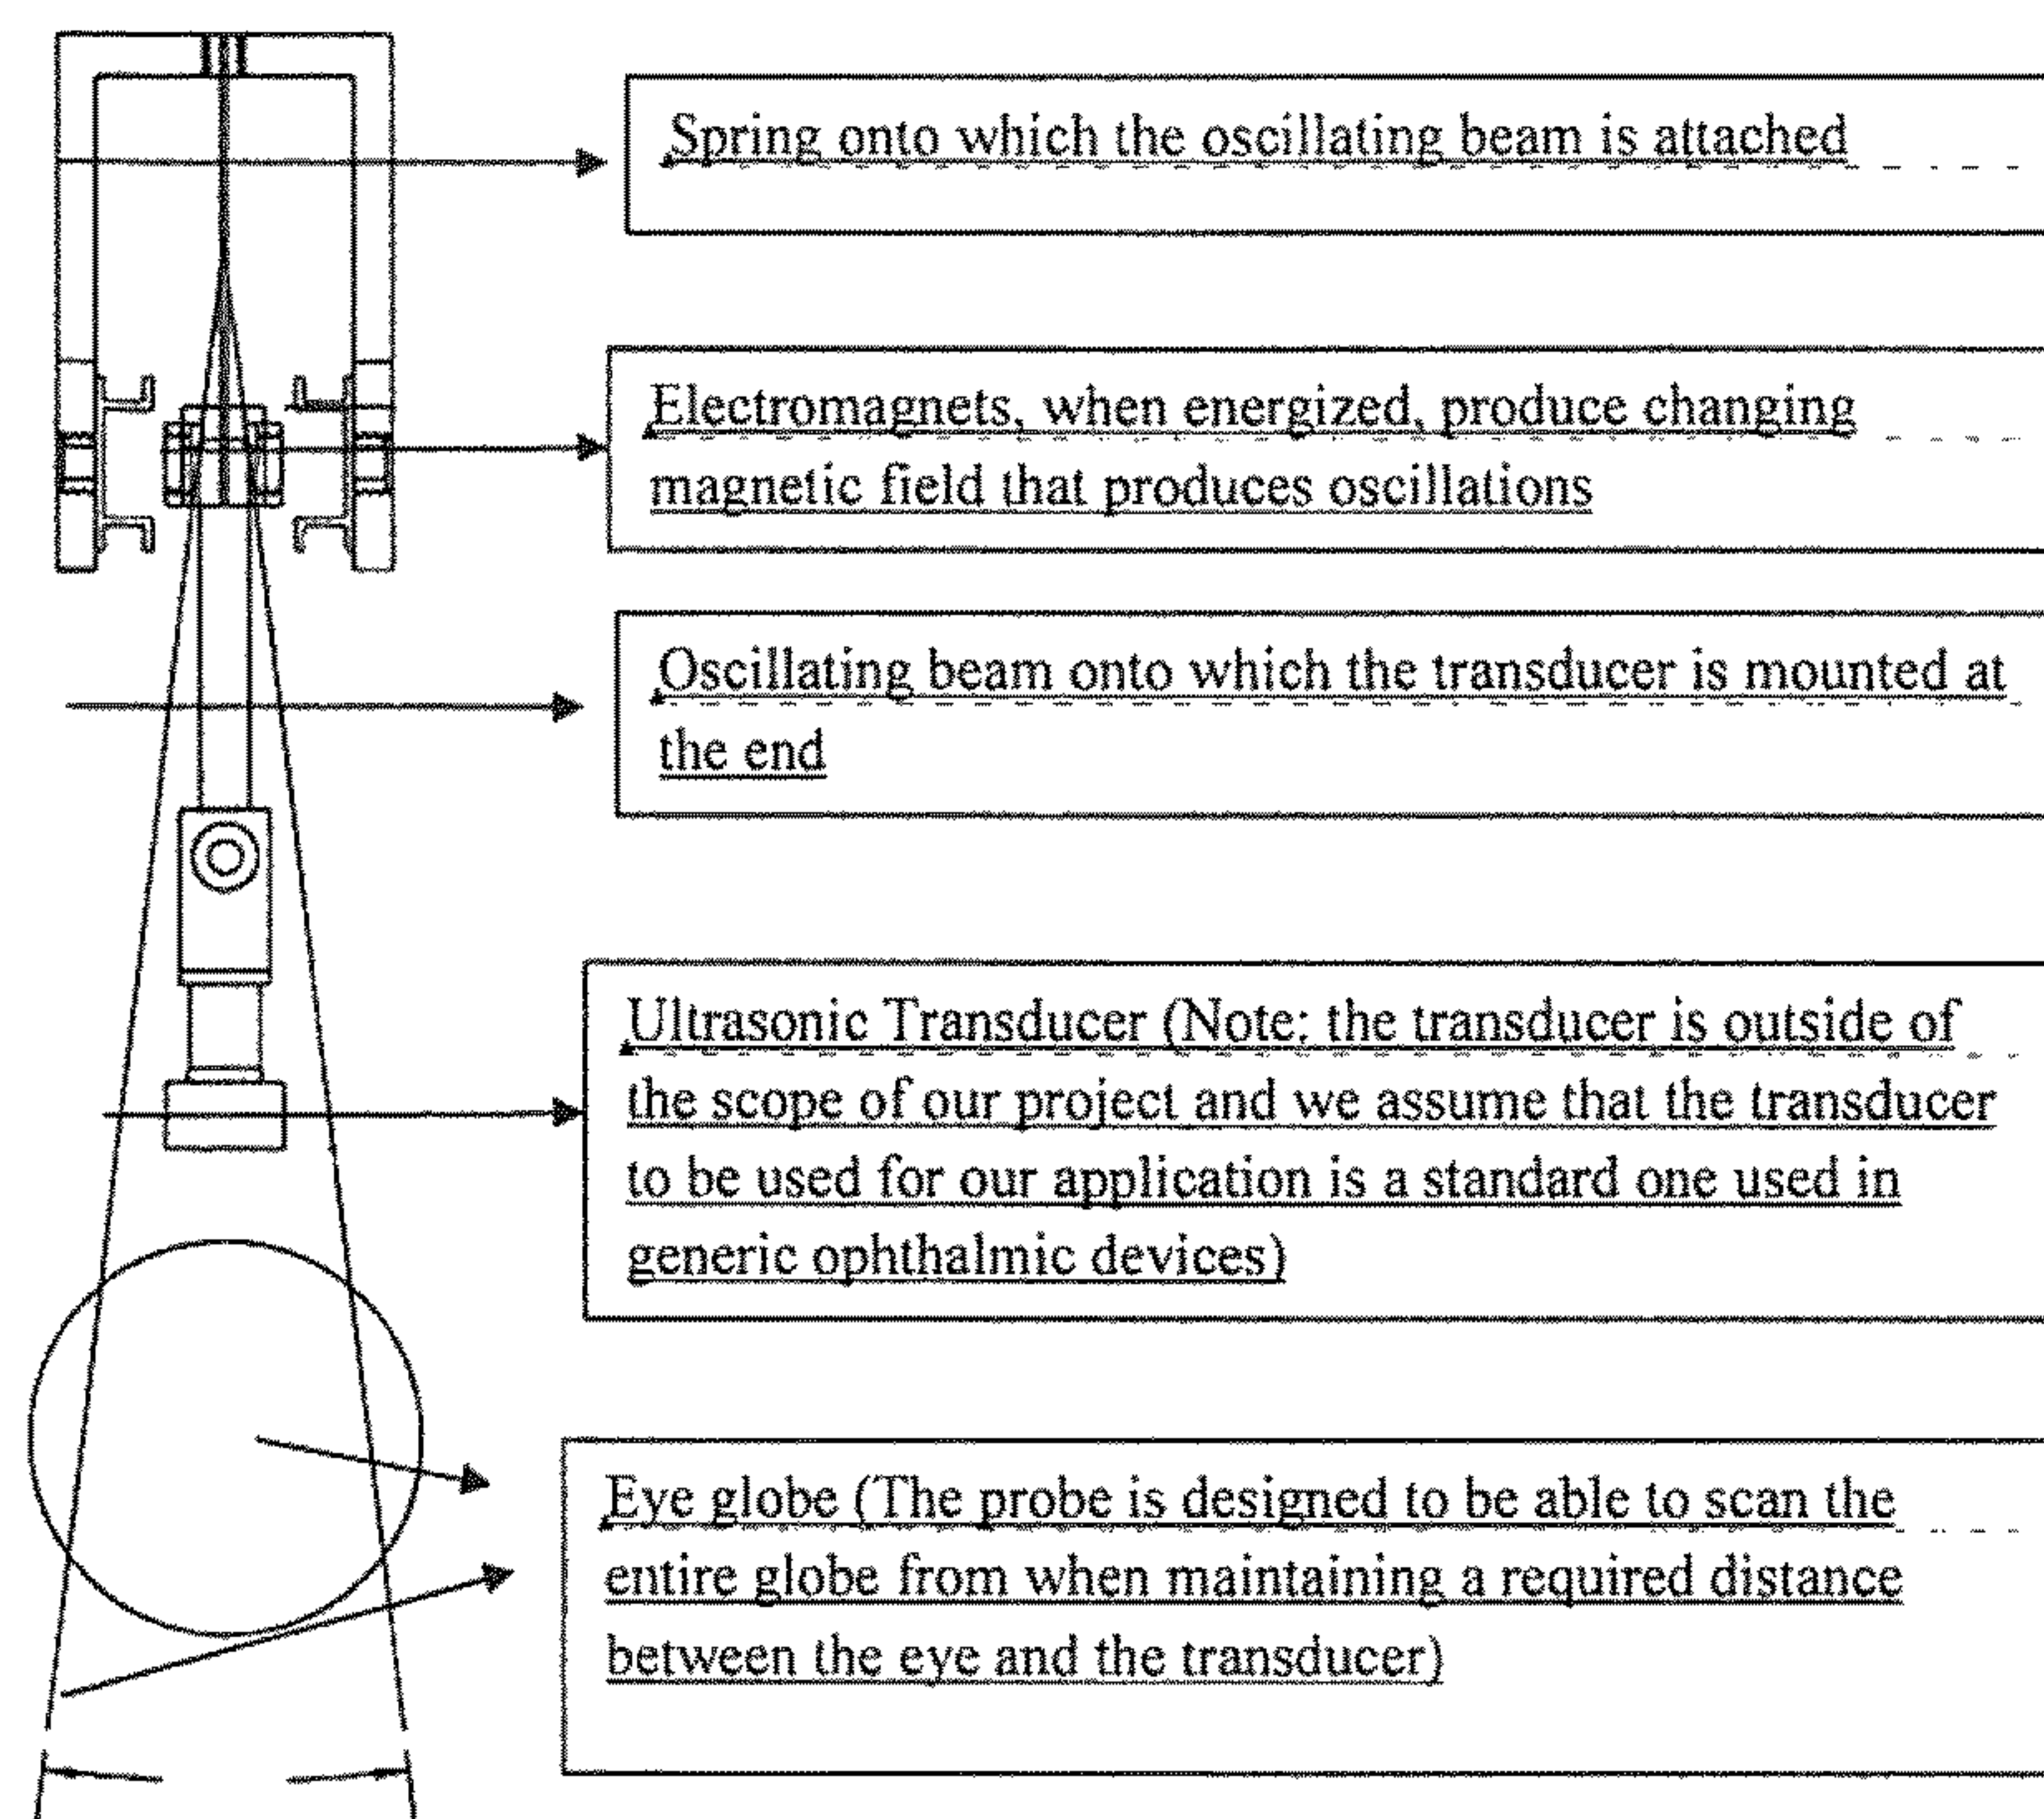 Spring onto which the oscillating beam is attached
Electromagnets, when energized, produce changing
magnetic field that produces oscillations
Oscillating beam onto which the transducer is mounted at
the end
Ultrasonic Transducer (Note: the transducer is outside of
the scope of our project and we assume that the transducer
to be used for our application is a standard one used in
generic ophthalmic devices)
Eye globe (The probe is designed to be able to scan the
entire globe from when maintaining a required distance
between the eye and the transducer)